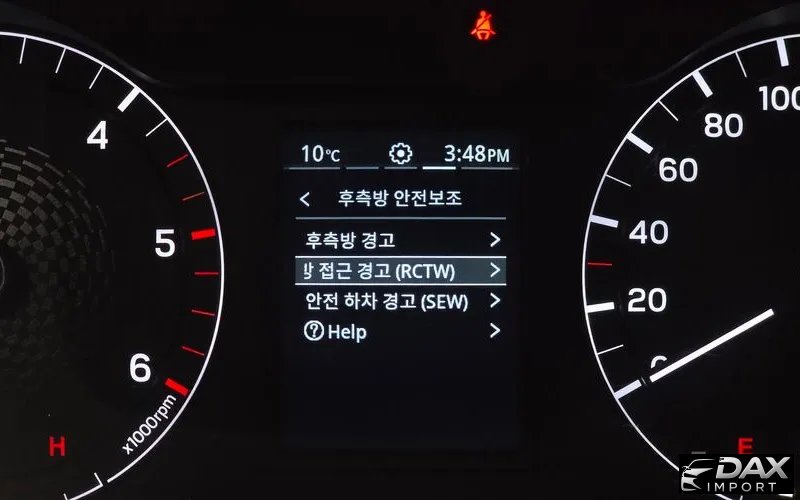 10°C 3:48PM
후측방 안전보조
후측방 경고
접근 경고 (RCTW)
안전 하차 경고 (SEW)
Help
4
5
6
x1000rpm
H
100
80
60
40
20
0
E
DAX
IMPORT